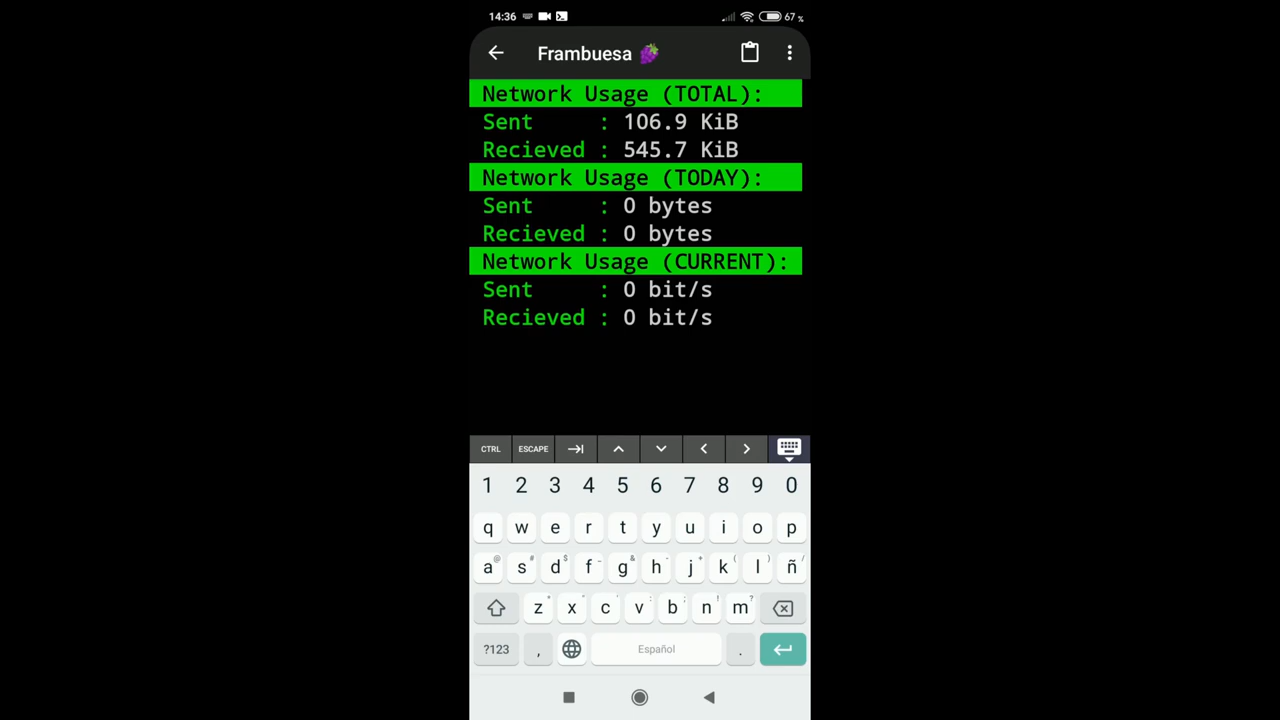 14:36 67 %
Frambuesa 🍇
Network Usage (TOTAL):
Sent : 106.9 KiB
Recieved : 545.7 KiB
Network Usage (TODAY):
Sent : 0 bytes
Recieved : 0 bytes
Network Usage (CURRENT):
Sent : 0 bit/s
Recieved : 0 bit/s
CTRL ESCAPE
1 2 3 4 5 6 7 8 9 0
q w e r t y u i o p
a s d f g h j k l ñ
z x c v b n m
?123 , Español .